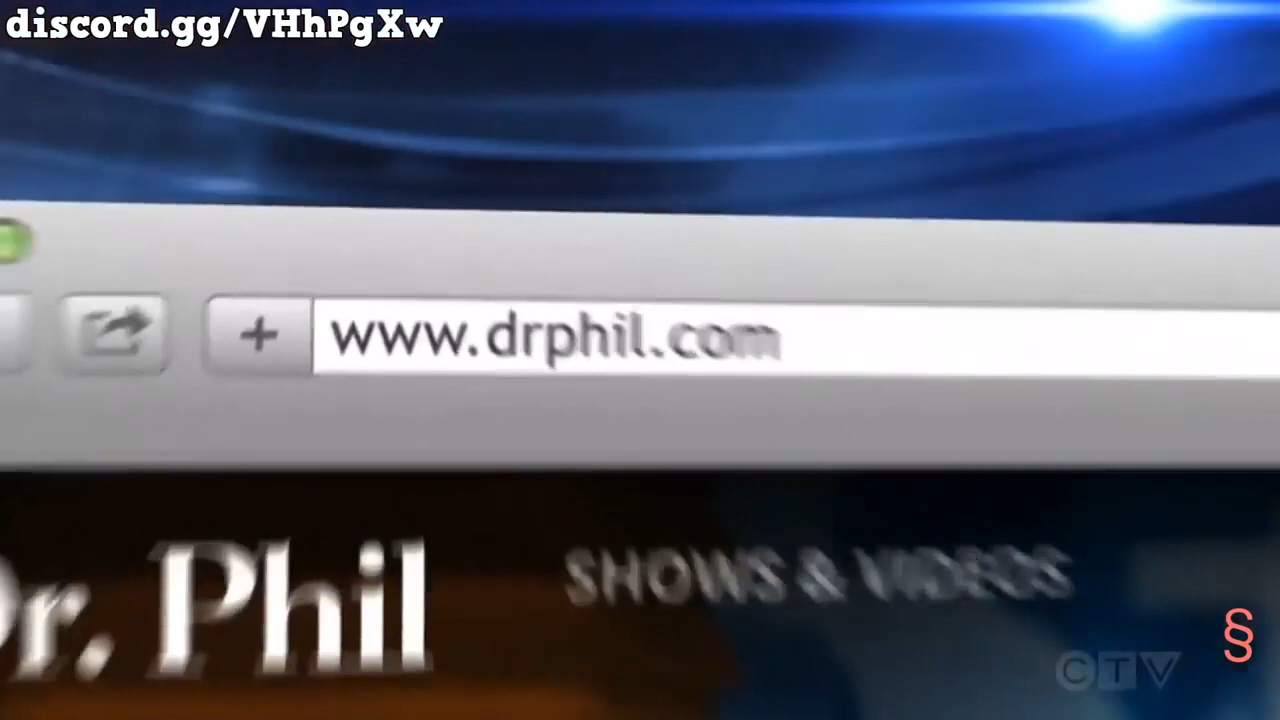 discord.gg/VHhPgXw
www.drphil.com
Dr. Phil
SHOWS & VIDEOS
CTV
§